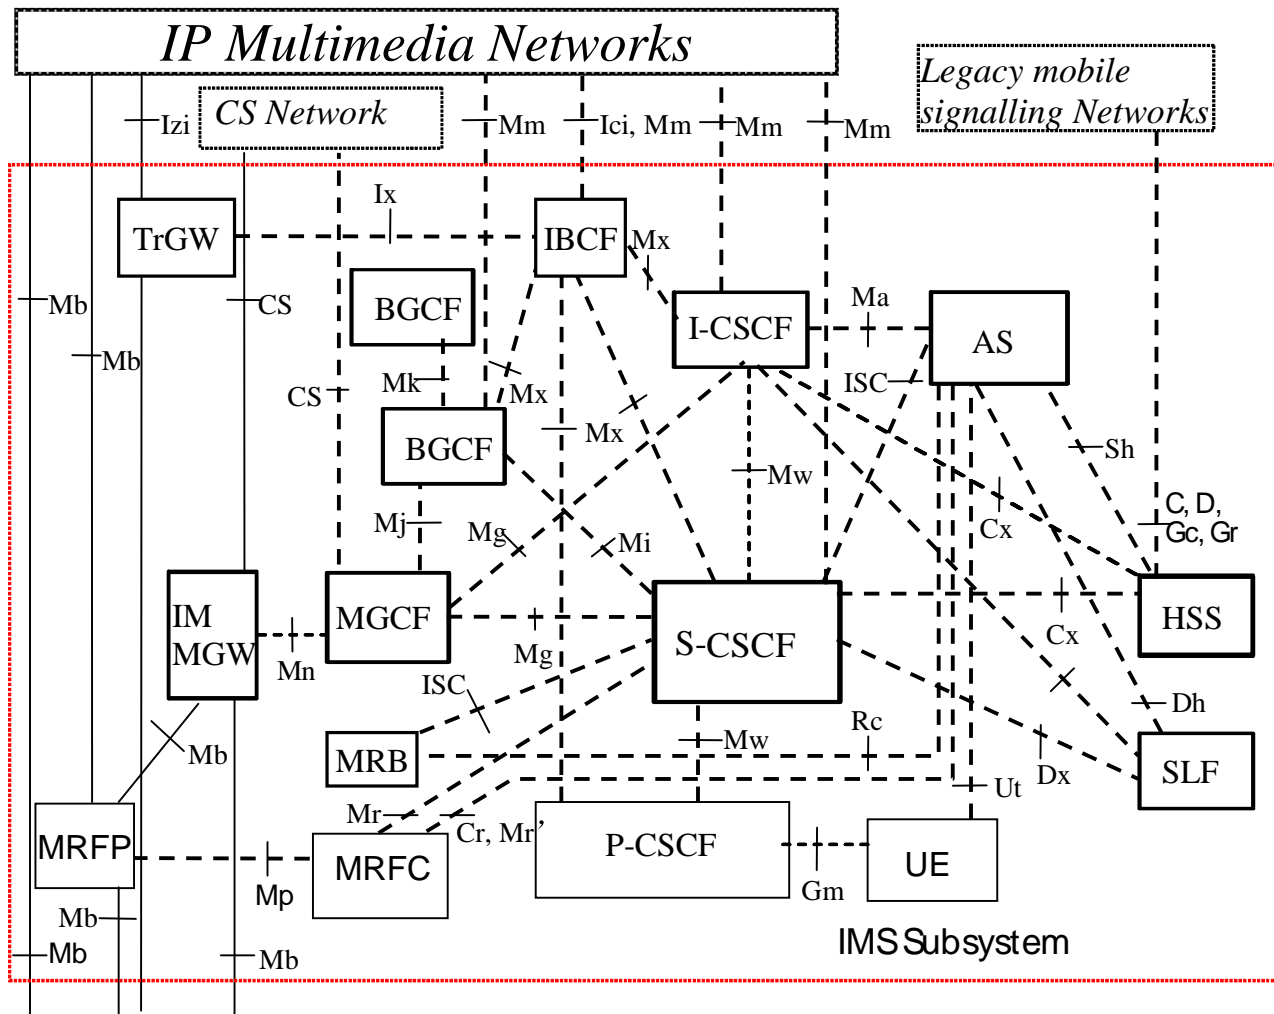 IP Multimedia Networks
Legacy mobile
signalling Networks
CS Network
Izi
Mm
Ici, Mm
Mm
Mm
Ix
TrGW
IBCF
Mx
Mb
CS
BGCF
I-CSCF
Ma
AS
Mb
Mk
Mx
ISC
CS
Mx
BGCF
Sh
Mw
Mj
Mg
Mi
Cx
C, D,
Gc, Gr
IM
MGW
MGCF
HSS
Mn
Mg
S-CSCF
Cx
ISC
Mb
MRB
Mw
Rc
Dh
Dx
SLF
Ut
Mr
Cr, Mr’
MRFP
MRFC
P-CSCF
UE
Mp
Gm
Mb
Mb
Mb
IMS Subsystem